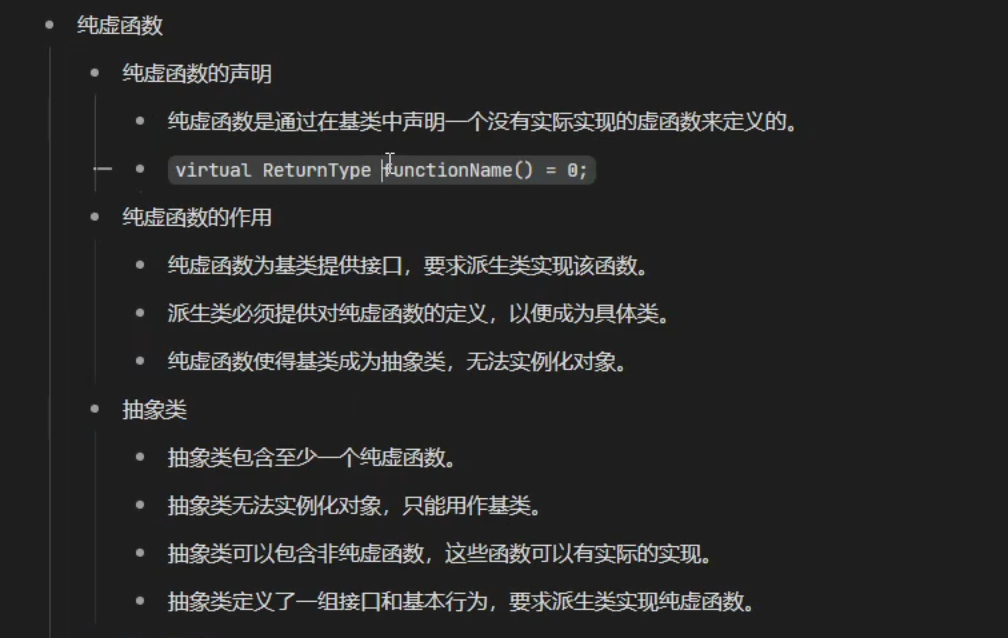 纯虚函数
纯虚函数的声明
纯虚函数是通过在基类中声明一个没有实际实现的虚函数来定义的。
virtual ReturnType functionName() = 0;
纯虚函数的作用
纯虚函数为基类提供接口，要求派生类实现该函数。
派生类必须提供对纯虚函数的定义，以便成为具体类。
纯虚函数使得基类成为抽象类，无法实例化对象。
抽象类
抽象类包含至少一个纯虚函数。
抽象类无法实例化对象，只能用作基类。
抽象类可以包含非纯虚函数，这些函数可以有实际的实现。
抽象类定义了一组接口和基本行为，要求派生类实现纯虚函数。